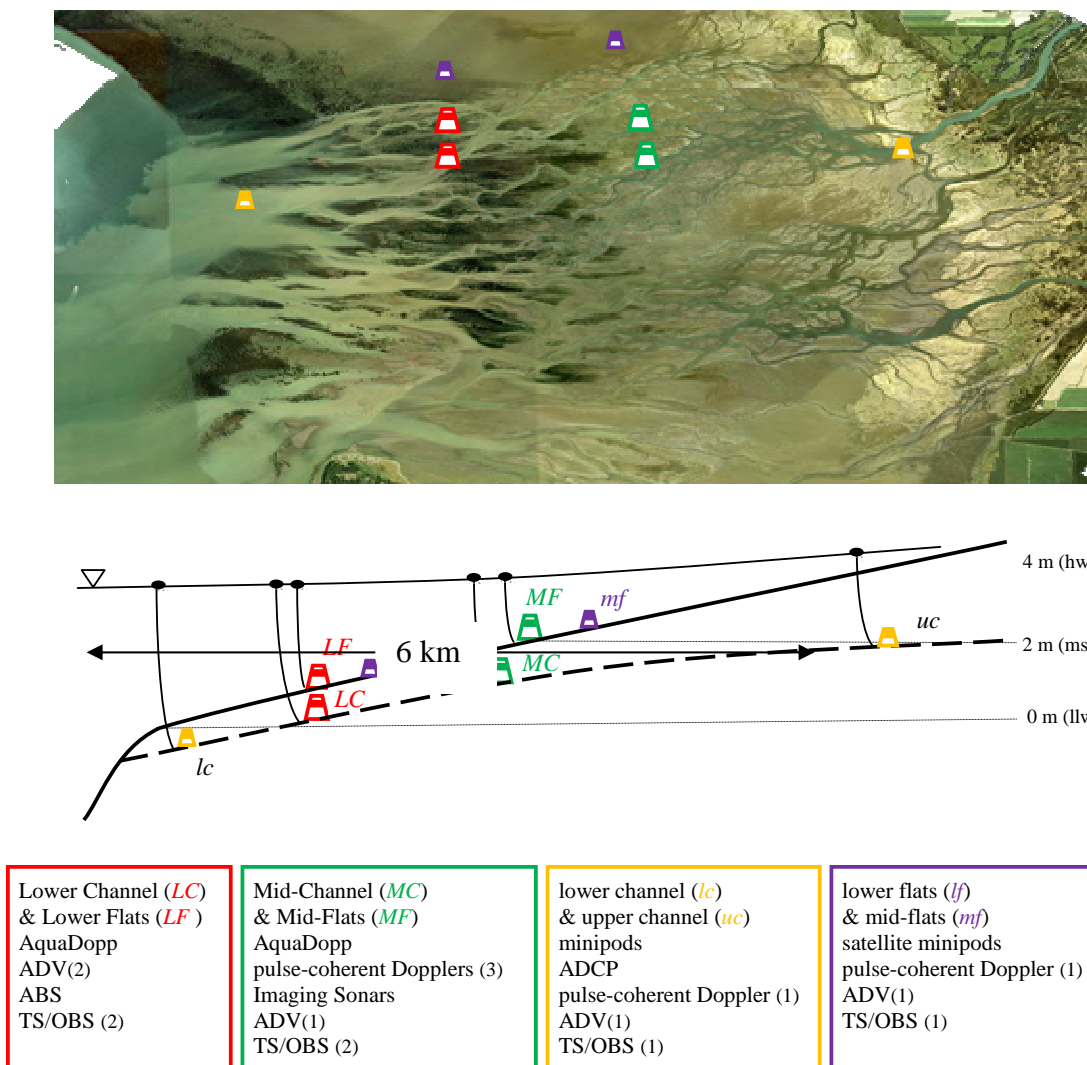 4 m (hw
MF
mf
uc
2 m (ms
LF
6 km
MC
LC
0 m (llv
lc
Lower Channel (LC)
& Lower Flats (LF )
AquaDopp
ADV(2)
ABS
TS/OBS (2)
Mid-Channel (MC)
& Mid-Flats (MF)
AquaDopp
pulse-coherent Dopplers (3)
Imaging Sonars
ADV(1)
TS/OBS (2)
lower channel (lc)
& upper channel (uc)
minipods
ADCP
pulse-coherent Doppler (1)
ADV(1)
TS/OBS (1)
lower flats (lf)
& mid-flats (mf)
satellite minipods
pulse-coherent Doppler (1)
ADV(1)
TS/OBS (1)